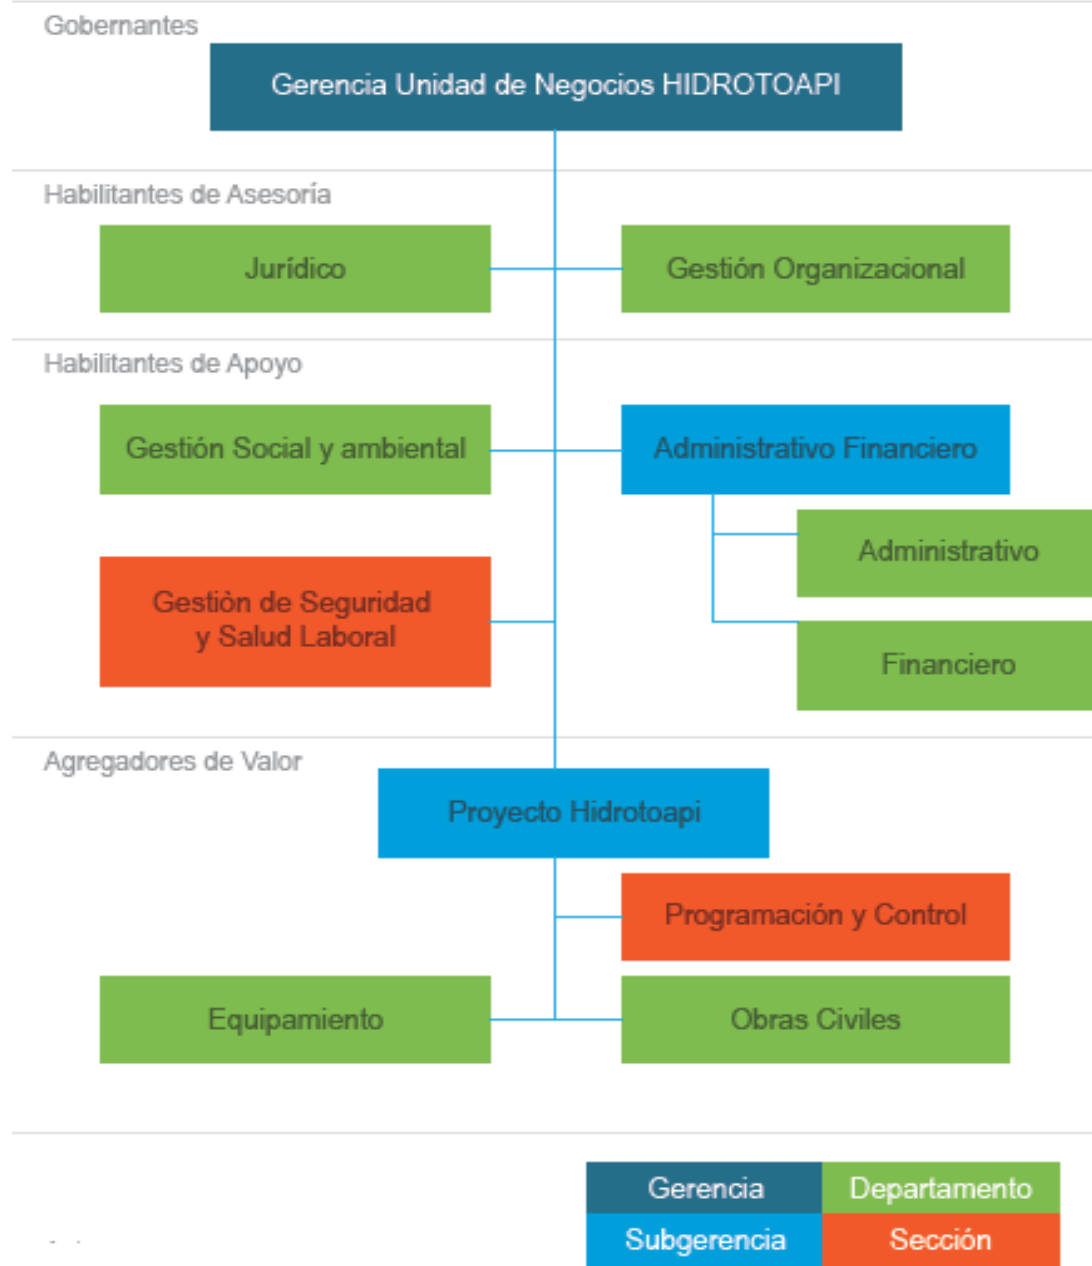 Gobernantes
Gerencia Unidad de Negocios HIDROTOAPI
Habilitantes de Asesoría
Jurídico
Gestión Organizacional
Habilitantes de Apoyo
Gestión Social y ambiental
Administrativo Financiero
Administrativo
Gestiòn de Seguridad
y Salud Laboral
Financiero
Agregadores de Valor
Proyecto Hidrotoapi
Programación y Control
Equipamiento
Obras Civiles
Gerencia
Departamento
Subgerencia
Sección